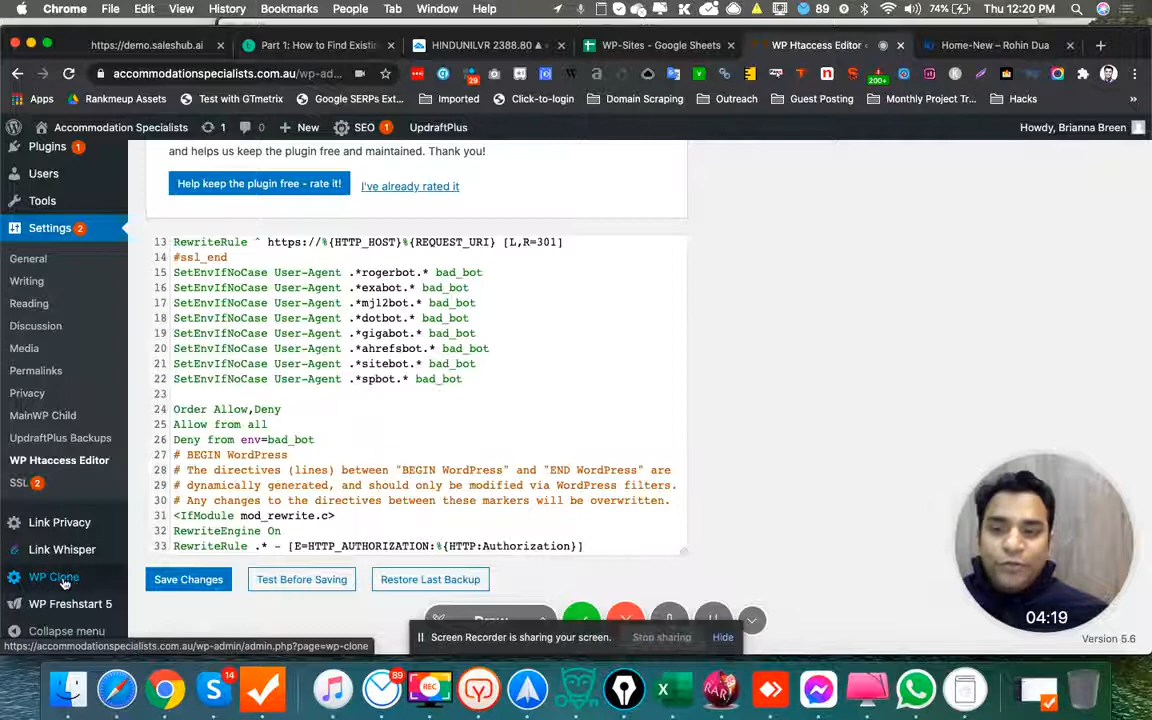 Chrome File Edit View History Bookmarks People Tab Window Help 89 74% Thu 12:20 PM
https://demo.saleshub.ai Part 1: How to Find Existin HINDUNILVR 2388.80 WP-Sites - Google Sheets WP Htaccess Editor Home-New – Rohin Dua
accommodationspecialists.com.au/wp-ad... 29 200+
Apps Rankmeup Assets Test with GTmetrix Google SERPs Ext... Imported Click-to-login Domain Scraping Outreach Guest Posting Monthly Project Tr... Hacks »
Accommodation Specialists 1 0 New SEO 1 UpdraftPlus Howdy, Brianna Breen
Plugins 1
Users
Tools
Settings 2
General
Writing
Reading
Discussion
Media
Permalinks
Privacy
MainWP Child
UpdraftPlus Backups
WP Htaccess Editor
SSL 2
Link Privacy
Link Whisper
WP Clone
WP Freshstart 5
Collapse menu
and helps us keep the plugin free and maintained. Thank you!
Help keep the plugin free - rate it! I've already rated it
13 RewriteRule ^ https://%{HTTP_HOST}%{REQUEST_URI} [L,R=301]
14 #ssl_end
15 SetEnvIfNoCase User-Agent .*rogerbot.* bad_bot
16 SetEnvIfNoCase User-Agent .*exabot.* bad_bot
17 SetEnvIfNoCase User-Agent .*mj12bot.* bad_bot
18 SetEnvIfNoCase User-Agent .*dotbot.* bad_bot
19 SetEnvIfNoCase User-Agent .*gigabot.* bad_bot
20 SetEnvIfNoCase User-Agent .*ahrefsbot.* bad_bot
21 SetEnvIfNoCase User-Agent .*sitebot.* bad_bot
22 SetEnvIfNoCase User-Agent .*spbot.* bad_bot
23
24 Order Allow,Deny
25 Allow from all
26 Deny from env=bad_bot
27 # BEGIN WordPress
28 # The directives (lines) between "BEGIN WordPress" and "END WordPress" are
29 # dynamically generated, and should only be modified via WordPress filters.
30 # Any changes to the directives between these markers will be overwritten.
31 <IfModule mod_rewrite.c>
32 RewriteEngine On
33 RewriteRule .* - [E=HTTP_AUTHORIZATION:%{HTTP:Authorization}]
Save Changes Test Before Saving Restore Last Backup
04:19
Screen Recorder is sharing your screen. Stop sharing Hide
Version 5.6
https://accommodationspecialists.com.au/wp-admin/admin.php?page=wp-clone
14 89 REC RAR